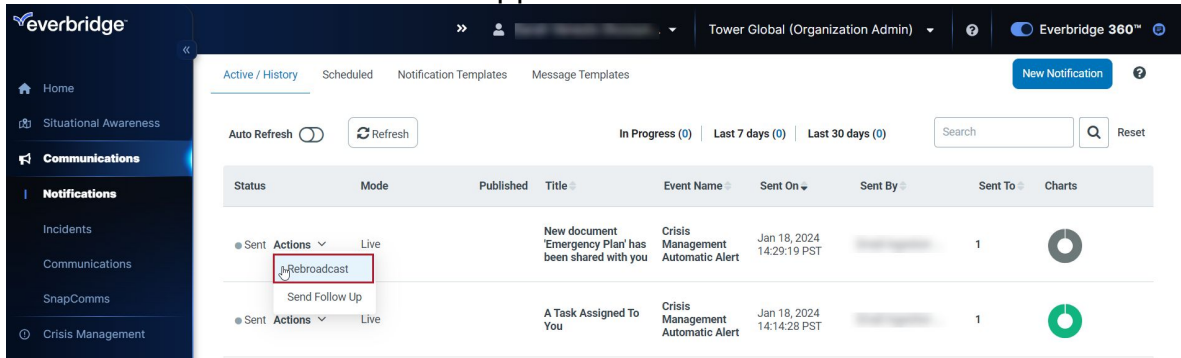 everbridge
Tower Global (Organization Admin)
Everbridge 360™
Home
Situational Awareness
Communications
Notifications
Incidents
Communications
SnapComms
Crisis Management
Active / History Scheduled Notification Templates Message Templates
New Notification
Auto Refresh Refresh In Progress (0) Last 7 days (0) Last 30 days (0) Search Reset
Status Mode Published Title Event Name Sent On Sent By Sent To Charts
Sent Actions Live
New document
'Emergency Plan' has
been shared with you
Crisis
Management
Automatic Alert
Jan 18, 2024
14:29:19 PST
1
Rebroadcast
Send Follow Up
Sent Actions Live
A Task Assigned To
You
Crisis
Management
Automatic Alert
Jan 18, 2024
14:14:28 PST
1